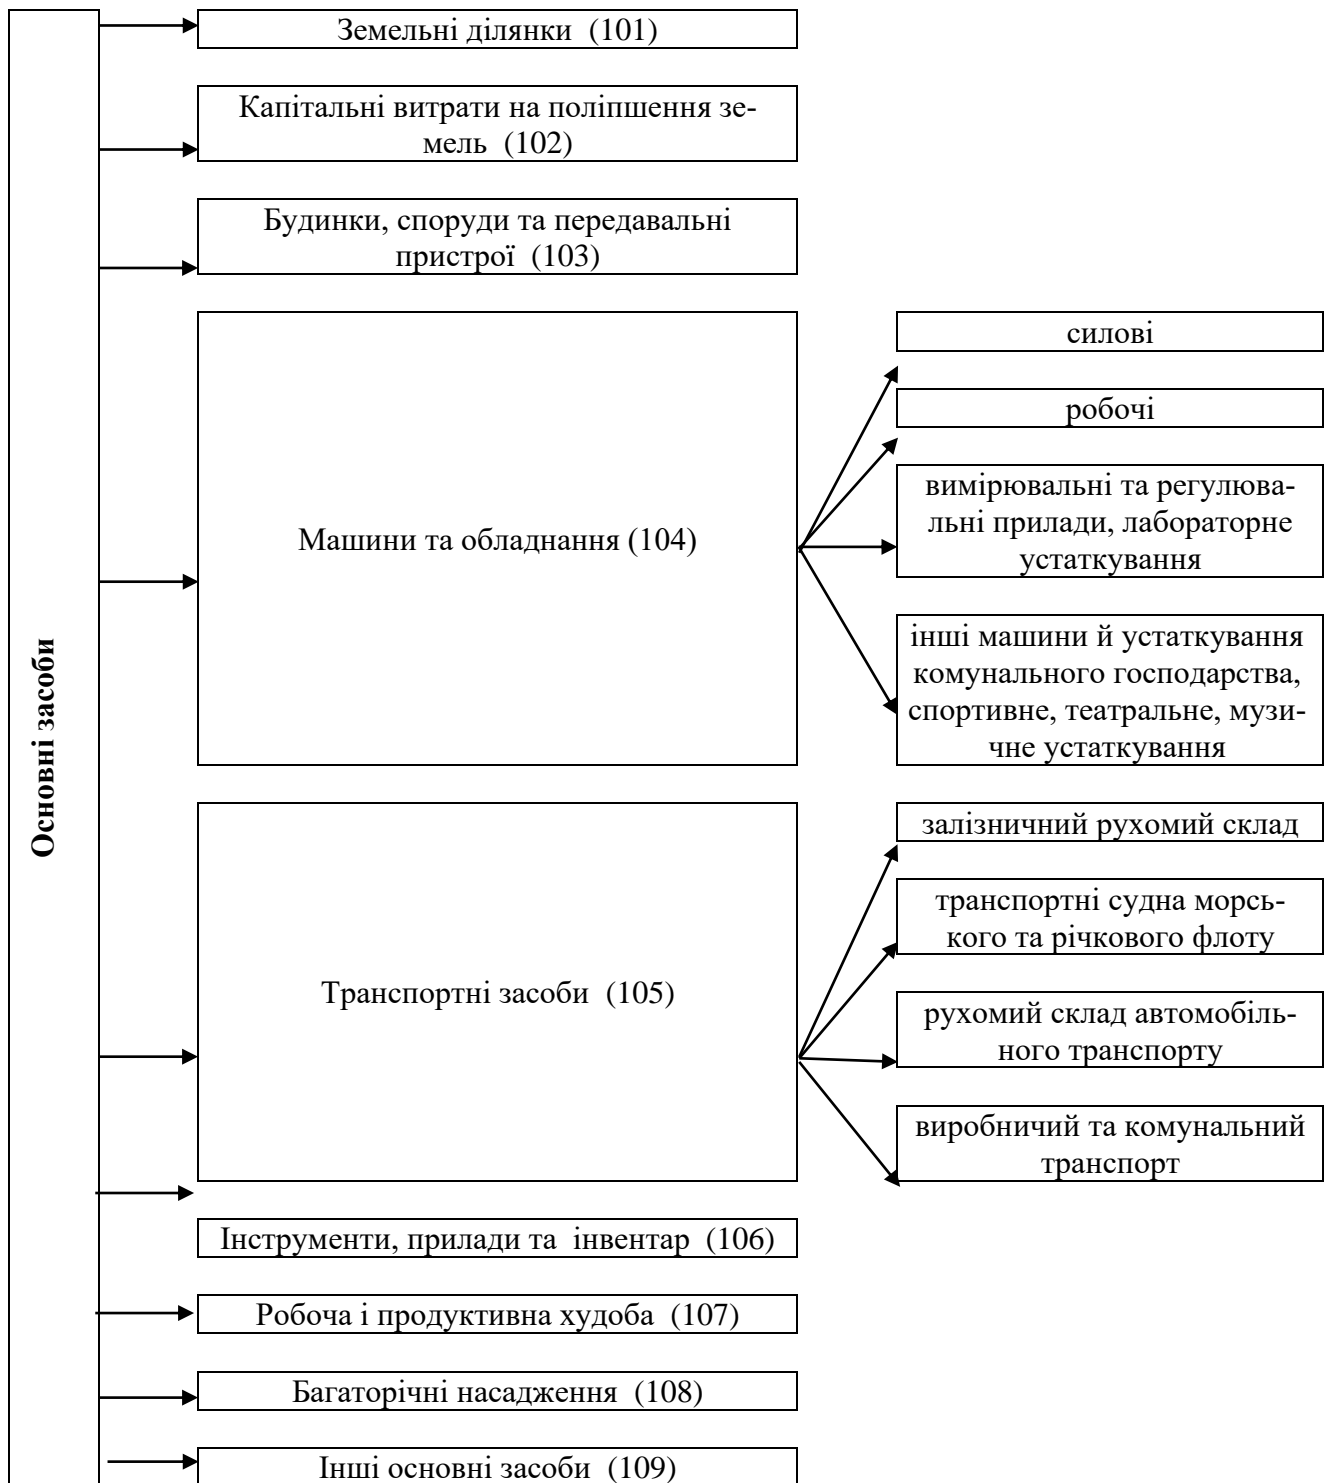 Основні засоби
Земельні ділянки (101)
Капітальні витрати на поліпшення зе-
мель (102)
Будинки, споруди та передавальні
пристрої (103)
Машини та обладнання (104)
силові
робочі
вимірювальні та регулюва-
льні прилади, лабораторне
устаткування
інші машини й устаткування
комунального господарства,
спортивне, театральне, музи-
чне устаткування
Транспортні засоби (105)
залізничний рухомий склад
транспортні судна морсь-
кого та річкового флоту
рухомий склад автомобіль-
ного транспорту
виробничий та комунальний
транспорт
Інструменти, прилади та інвентар (106)
Робоча і продуктивна худоба (107)
Багаторічні насадження (108)
Інші основні засоби (109)